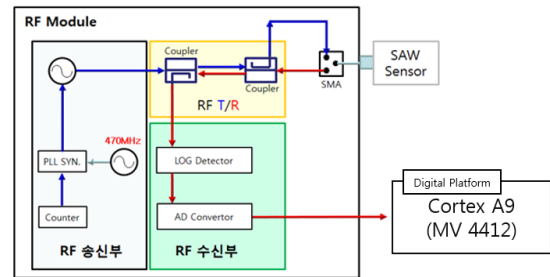 RF Module
Coupler
Coupler
RF T/R
SMA
SAW
Sensor
470MHz
PLL SYN.
Counter
RF 송신부
LOG Detector
AD Convertor
RF 수신부
Digital Platform
Cortex A9
(MV 4412)